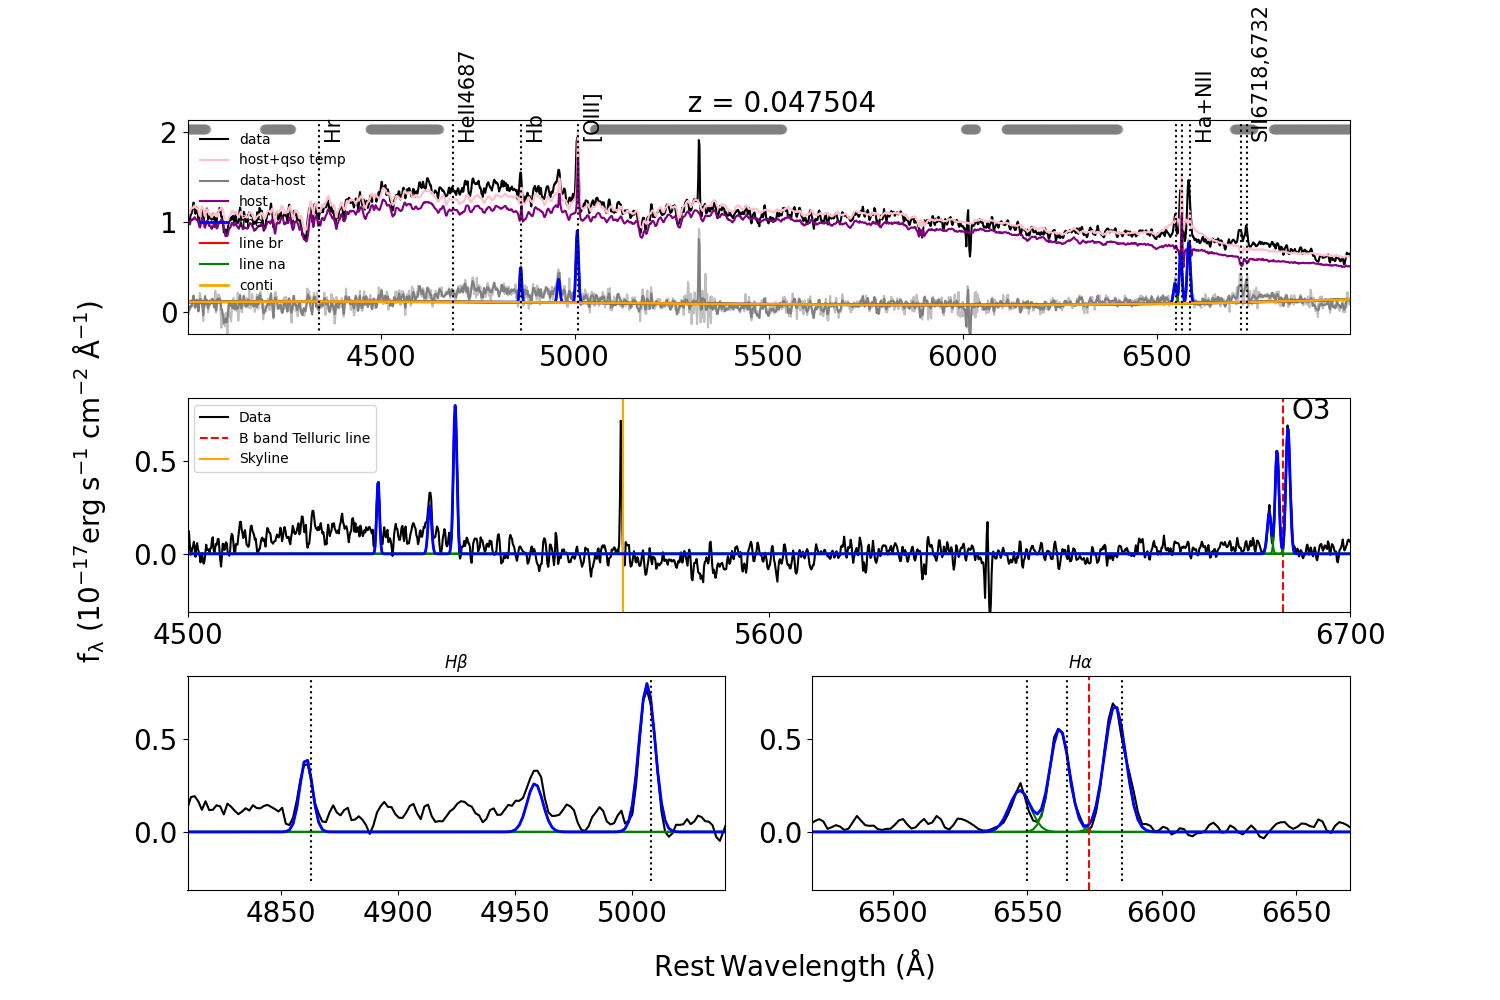 z = 0.047504
Hr
HeII4687
Hb
[OIII]
Ha+NII
SII6718,6732
data
host+qso temp
data-host
host
line br
line na
conti
2
1
0
4500 5000 5500 6000 6500
Data
B band Telluric line
Skyline
O3
0.5
0.0
4500 5600 6700
fλ (10−17erg s−1 cm−2 Å−1)
Hβ
0.5
0.0
4850 4900 4950 5000
Hα
0.5
0.0
6500 6550 6600 6650
Rest Wavelength (Å)